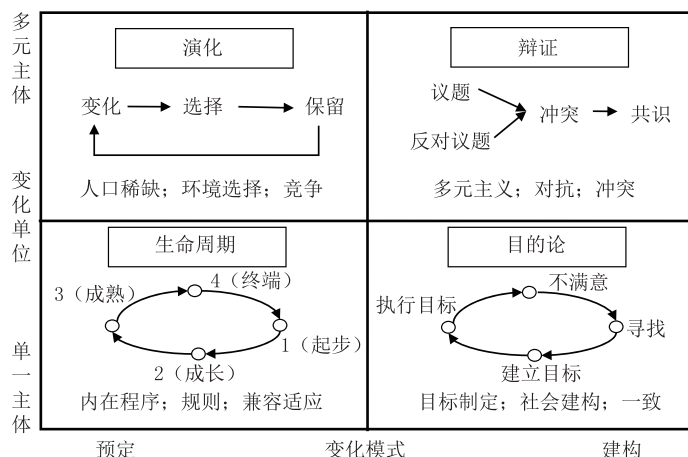 多元主体
变化单位
单一主体
演化
变化
选择
保留
人口稀缺；环境选择；竞争
辩证
议题
反对议题
冲突
共识
多元主义；对抗；冲突
生命周期
4（终端）
3（成熟）
1（起步）
2（成长）
内在程序；规则；兼容适应
目的论
不满意
执行目标
寻找
建立目标
目标制定；社会建构；一致
预定
变化模式
建构